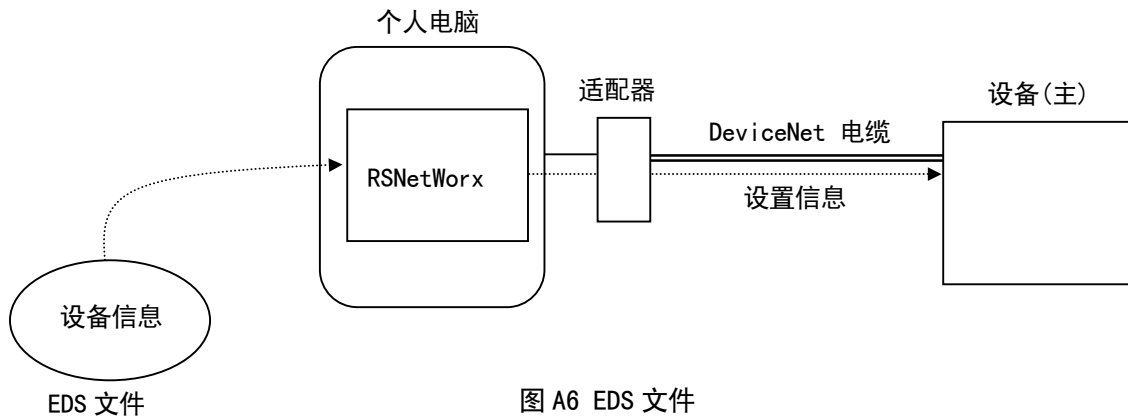 个人电脑
适配器
设备(主)
DeviceNet 电缆
RSNetWorx
设置信息
设备信息
EDS 文件
图 A6 EDS 文件